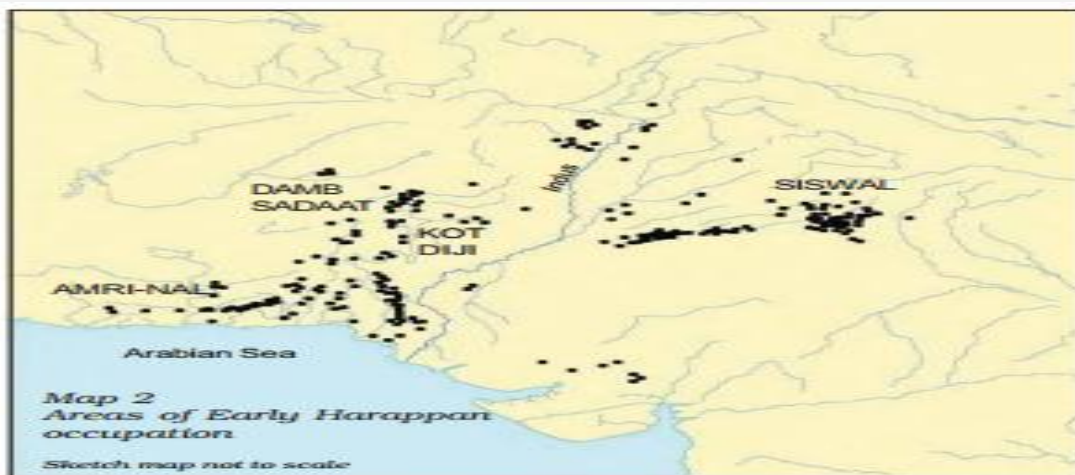 Indus
DAMB
SADAAT
SISWAL
KOT
DIJI
AMRI-NAL
Arabian Sea
Map 2
Areas of Early Harappan
occupation
Sketch map not to scale